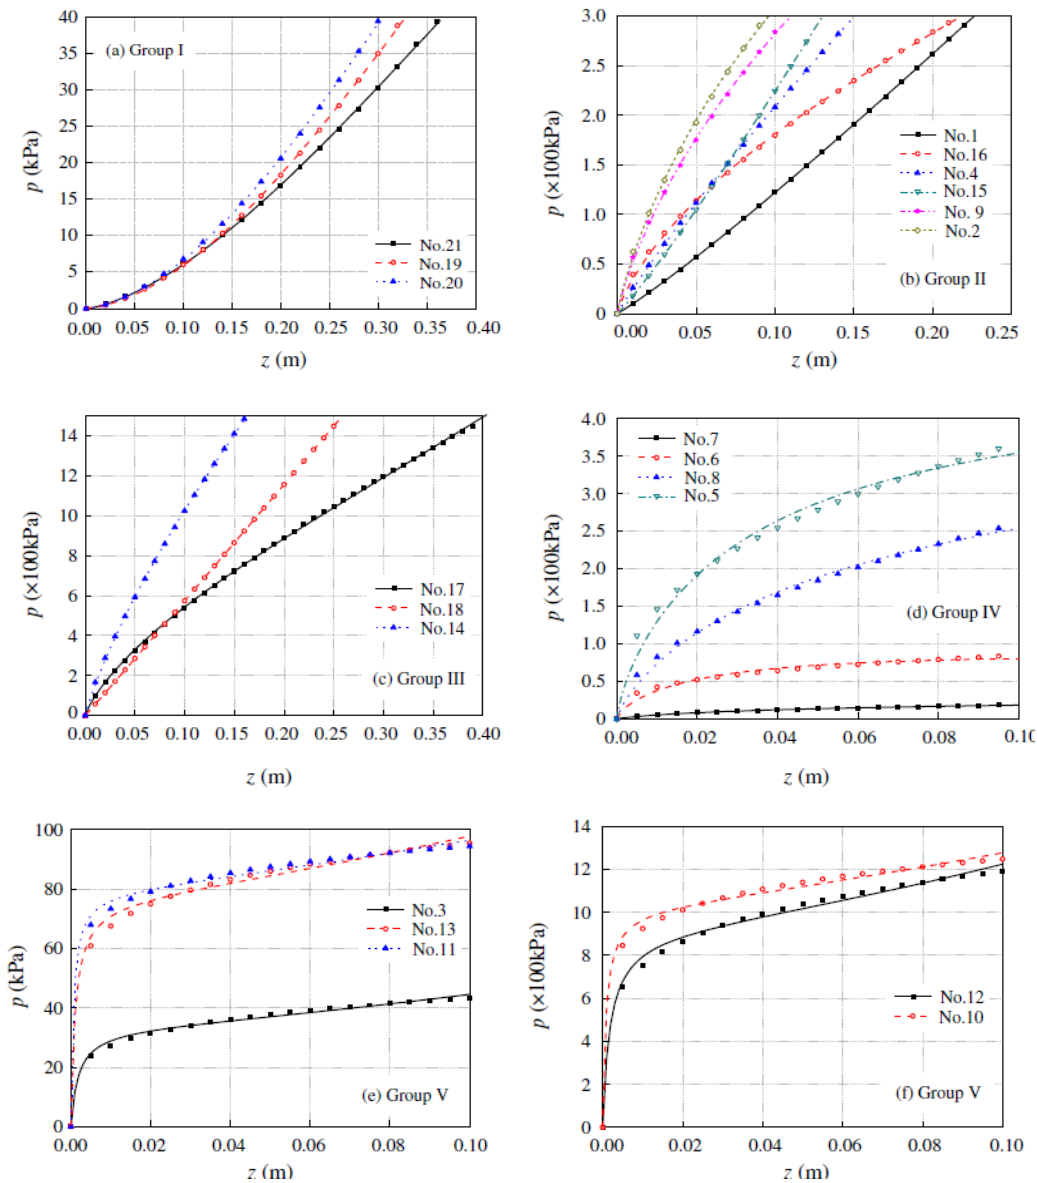 40
35
30
25
20
15
10
5
0
p (kPa)
(a) Group I
No.21
No.19
No.20
0.00 0.05 0.10 0.15 0.20 0.25 0.30 0.35 0.40
z (m)
3.0
2.5
2.0
1.5
1.0
0.5
0
p (×100kPa)
No.1
No.16
No.4
No.15
No. 9
No.2
(b) Group II
0.05 0.10 0.15 0.20 0.25
z (m)
14
12
10
8
6
4
2
0
p (×100kPa)
No.17
No.18
No.14
(c) Group III
0.00 0.05 0.10 0.15 0.20 0.25 0.30 0.35 0.40
z (m)
4.0
3.5
3.0
2.5
2.0
1.5
1.0
0.5
0
p (×100kPa)
No.7
No.6
No.8
No.5
(d) Group IV
0.00 0.02 0.04 0.06 0.08 0.10
z (m)
100
80
60
40
20
0
p (kPa)
No.3
No.13
No.11
(e) Group V
0.00 0.02 0.04 0.06 0.08 0.10
z (m)
14
12
10
8
6
4
2
0
p (×100kPa)
No.12
No.10
(f) Group V
0.00 0.02 0.04 0.06 0.08 0.10
z (m)